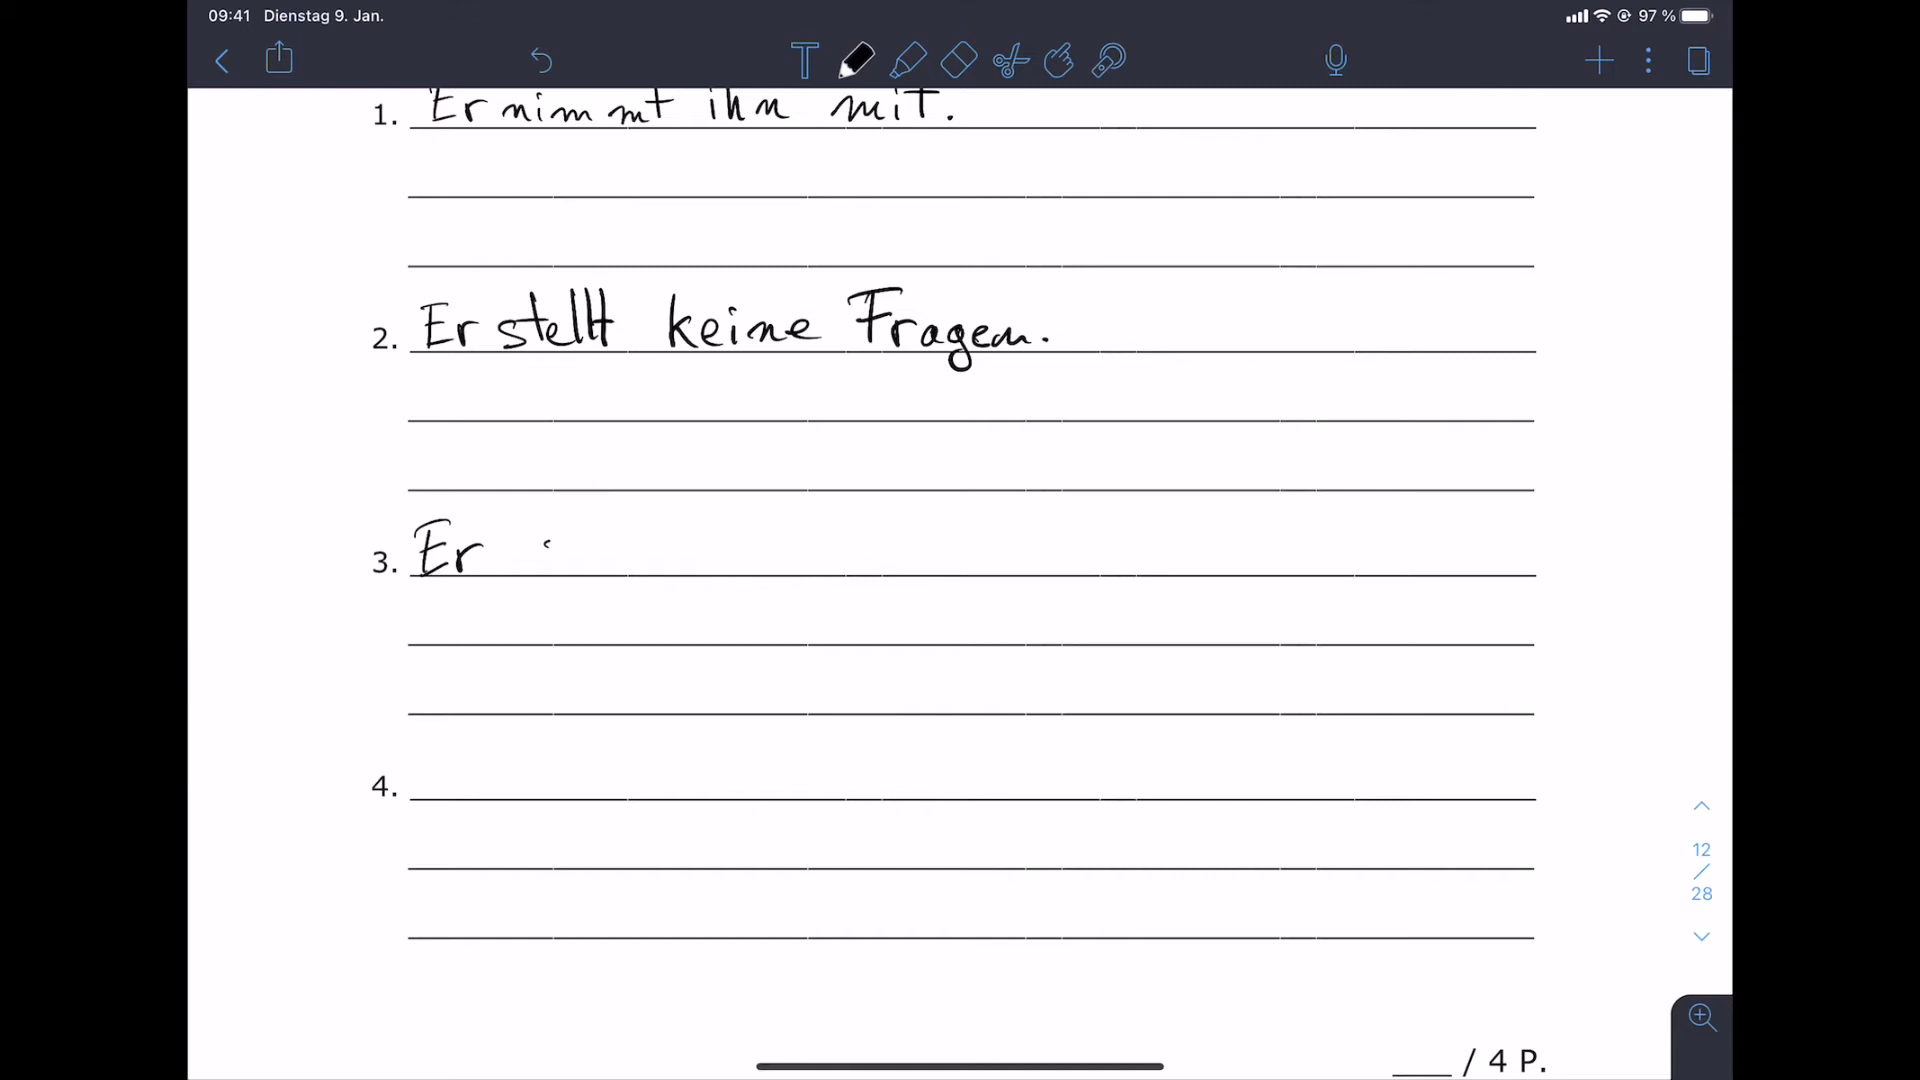 09:41 Dienstag 9. Jan. 97 %
1. Er nimmt ihn mit.
2. Er stellt keine Fragen.
3. Er
4.
12
/
28
___ / 4 P.